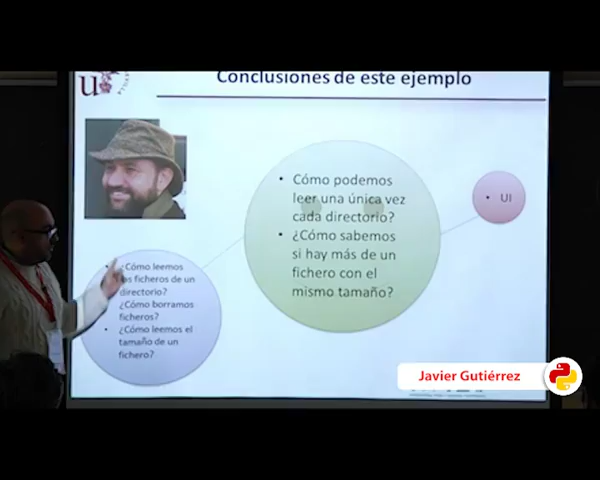 Conclusiones de este ejemplo
• Cómo podemos
leer una única vez
cada directorio?
• ¿Cómo sabemos
si hay más de un
fichero con el
mismo tamaño?
• UI
¿Cómo leemos
los ficheros de un
directorio?
¿Cómo borramos
ficheros?
• ¿Cómo leemos el
tamaño de un
fichero?
Javier Gutiérrez